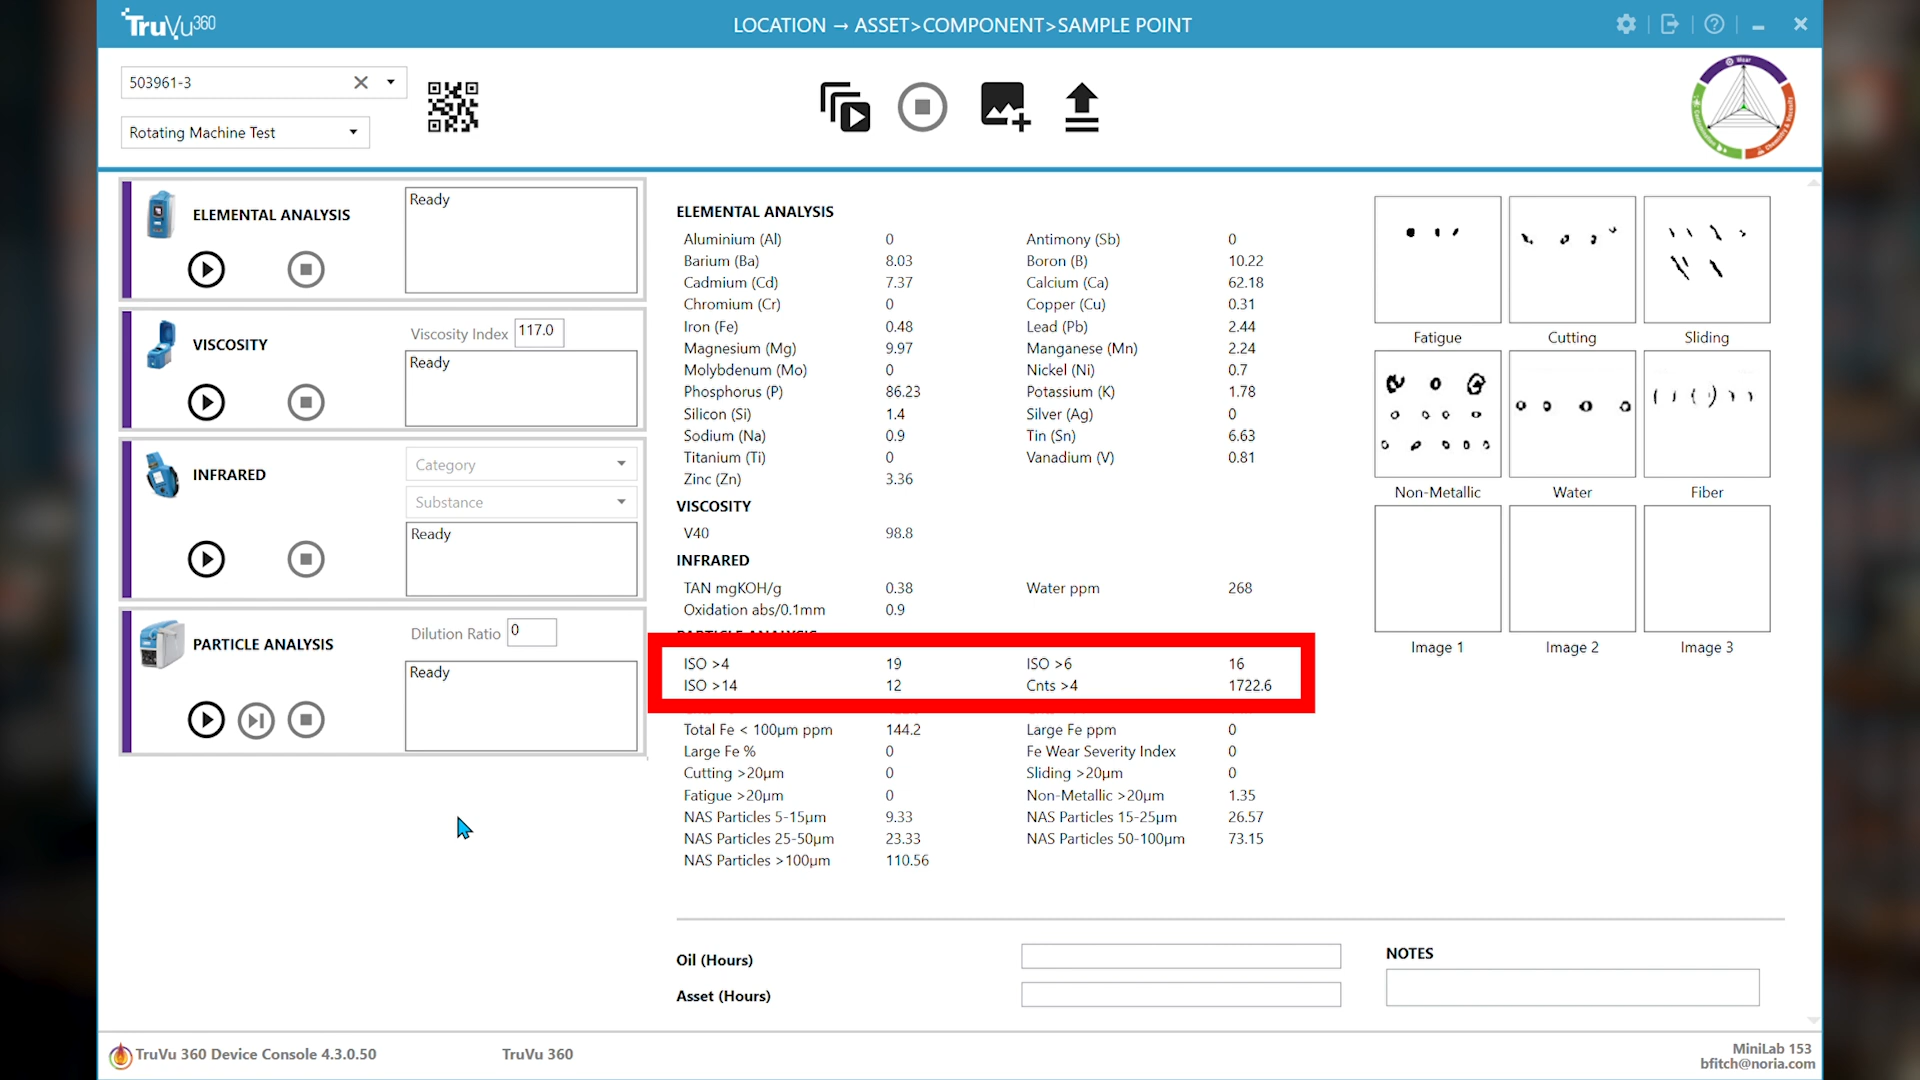 TruVu360
LOCATION → ASSET>COMPONENT>SAMPLE POINT
503961-3
Rotating Machine Test
Wear
ELEMENTAL ANALYSIS
Ready
VISCOSITY
Viscosity Index 117.0
Ready
INFRARED
Category
Substance
Ready
PARTICLE ANALYSIS
Dilution Ratio 0
Ready
ELEMENTAL ANALYSIS
Aluminium (Al) 0 Antimony (Sb) 0
Barium (Ba) 8.03 Boron (B) 10.22
Cadmium (Cd) 7.37 Calcium (Ca) 62.18
Chromium (Cr) 0 Copper (Cu) 0.31
Iron (Fe) 0.48 Lead (Pb) 2.44
Magnesium (Mg) 9.97 Manganese (Mn) 2.24
Molybdenum (Mo) 0 Nickel (Ni) 0.7
Phosphorus (P) 86.23 Potassium (K) 1.78
Silicon (Si) 1.4 Silver (Ag) 0
Sodium (Na) 0.9 Tin (Sn) 6.63
Titanium (Ti) 0 Vanadium (V) 0.81
Zinc (Zn) 3.36
VISCOSITY
V40 98.8
INFRARED
TAN mgKOH/g 0.38 Water ppm 268
Oxidation abs/0.1mm 0.9
PARTICLE ANALYSIS
ISO >4 19 ISO >6 16
ISO >14 12 Cnts >4 1722.6
Total Fe < 100µm ppm 144.2 Large Fe ppm 0
Large Fe % 0 Fe Wear Severity Index 0
Cutting >20µm 0 Sliding >20µm 0
Fatigue >20µm 0 Non-Metallic >20µm 1.35
NAS Particles 5-15µm 9.33 NAS Particles 15-25µm 26.57
NAS Particles 25-50µm 23.33 NAS Particles 50-100µm 73.15
NAS Particles >100µm 110.56
Fatigue Cutting Sliding
Non-Metallic Water Fiber
Image 1 Image 2 Image 3
Oil (Hours)
Asset (Hours)
NOTES
TruVu 360 Device Console 4.3.0.50
TruVu 360
MiniLab 153
bfitch@noria.com